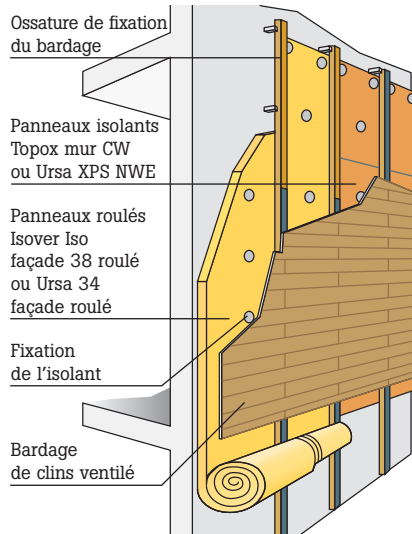 Ossature de fixation
du bardage
Panneaux isolants
Topox mur CW
ou Ursa XPS NWE
Panneaux roulés
Isover Iso
façade 38 roulé
ou Ursa 34
façade roulé
Fixation
de l’isolant
Bardage
de clins ventilé